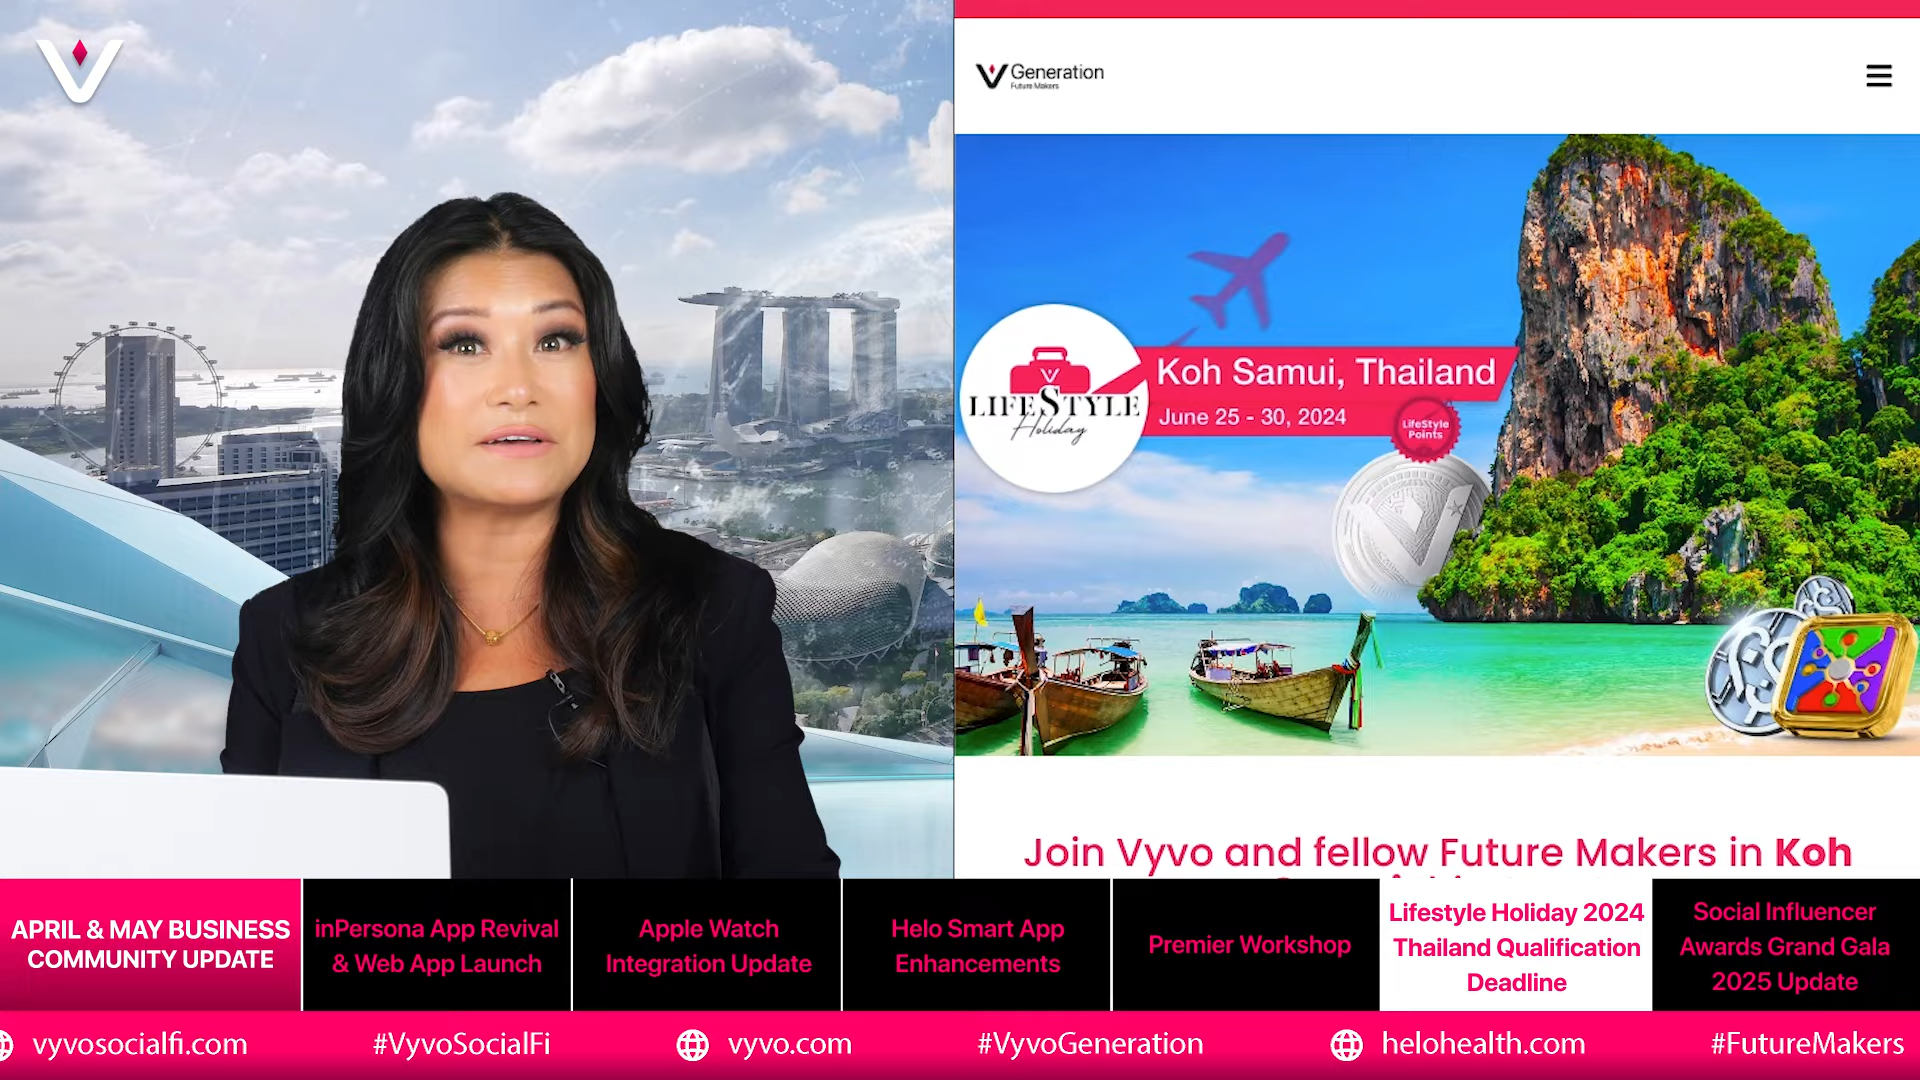 Generation
Future Makers
LIFESTYLE
Holiday
Koh Samui, Thailand
June 25 - 30, 2024
LifeStyle
Points
Join Vyvo and fellow Future Makers in Koh
APRIL & MAY BUSINESS
COMMUNITY UPDATE
inPersona App Revival
& Web App Launch
Apple Watch
Integration Update
Helo Smart App
Enhancements
Premier Workshop
Lifestyle Holiday 2024
Thailand Qualification
Deadline
Social Influencer
Awards Grand Gala
2025 Update
vyvosocialfi.com
#VyvoSocialFi
vyvo.com
#VyvoGeneration
helohealth.com
#FutureMakers